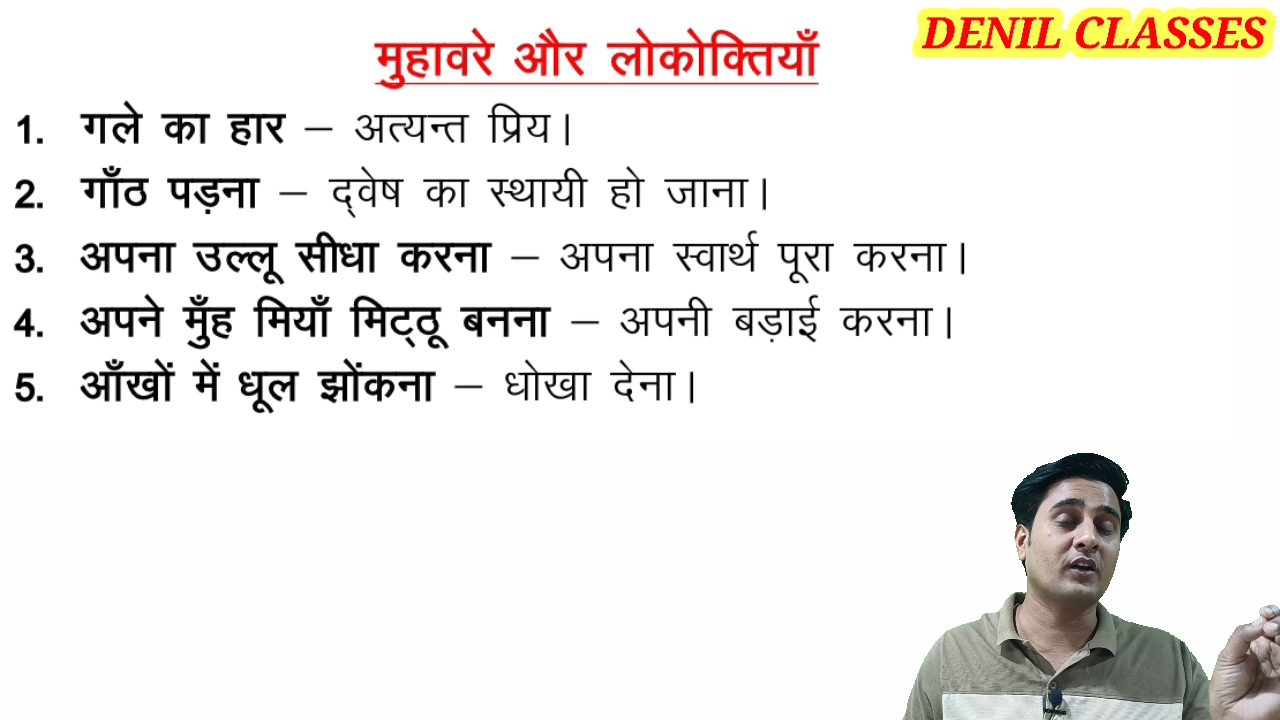 DENIL CLASSES
मुहावरे और लोकोक्तियाँ
1. गले का हार – अत्यन्त प्रिय।
2. गाँठ पड़ना – द्‌वेष का स्थायी हो जाना।
3. अपना उल्लू सीधा करना – अपना स्वार्थ पूरा करना।
4. अपने मुँह मियाँ मिट्ठू बनना – अपनी बड़ाई करना।
5. आँखों में धूल झोंकना – धोखा देना।